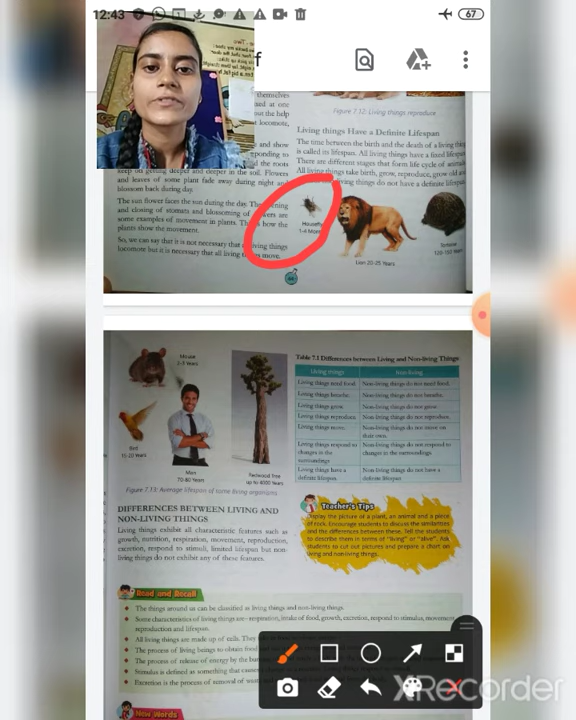 12:43
67
f
themselves
sed at one
out the help
t locomote,
and show
sponding to
d the roots
keep on getting deeper and deeper in the soil. Flowers
and leaves of some plant fade away during night and
blossom back during day.
The sun flower faces the sun during the day. The opening
and closing of stomata and blossoming of flowers are
some examples of movement in plants. This is how the
plants show the movement.
So, we can say that it is not necessary that all living things
locomote but it is necessary that all living things move.
Figure 7.12: Living things reproduce
Living things Have a Definite Lifespan
The time between the birth and the death of a living thing
is called its lifespan. All living things have a fixed lifespan
There are different stages that form life cycle of animals
All living things take birth, grow, reproduce, grow old an
living things do not have a definite lifespan
Housefly
Lion 20-25 Years
Tortoise
Mouse
Bird
Man
70-80 Years
Redwood Tree
up to 4000 Years
Figure 7.13: Average lifespan of some living organisms
DIFFERENCES BETWEEN LIVING AND
NON-LIVING THINGS
Living things exhibit all characteristic features such as
growth, nutrition, respiration, movement, reproduction,
excretion, respond to stimuli, limited lifespan but non-
living things do not exhibit any of these features.
Table 7.1 Differences between Living and Non-living Things
Living things Non-living
Living things need food. Non-living things do not need food.
Living things breathe. Non-living things do not breathe.
Living things grow. Non-living things do not grow.
Living things reproduce. Non-living things do not reproduce.
Living things move. Non-living things do not move on
their own.
Living things respond to Non-living things do not respond to
changes in the changes in the surroundings.
surroundings
Living things have a Non-living things do not have a
definite lifespan. definite lifespan.
Teacher's Tips
Display the picture of a plant, an animal and a piece
of rock. Encourage students to discuss the similarities
and the differences between these. Tell the students
to describe them in terms of "living" or "alive". Ask
students to cut out pictures and prepare a chart on
living and non-living things.
Read and Recall
The things around us can be classified as living things and non-living things.
Some characteristics of living things are—respiration, intake of food, growth, excretion, respond to stimulus, movement,
reproduction and lifespan.
All living things are made up of cells.
The process of living beings to obtain food
The process of release of energy by the
Stimulus is defined as something that
Excretion is the process of removal of
New Words
XRecorder